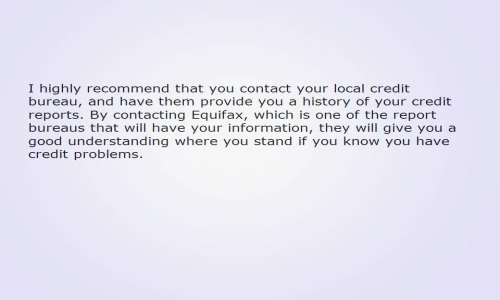 I highly recommend that you contact your local credit
bureau, and have them provide you a history of your credit
reports. By contacting Equifax, which is one of the report
bureaus that will have your information, they will give you a
good understanding where you stand if you know you have
credit problems.